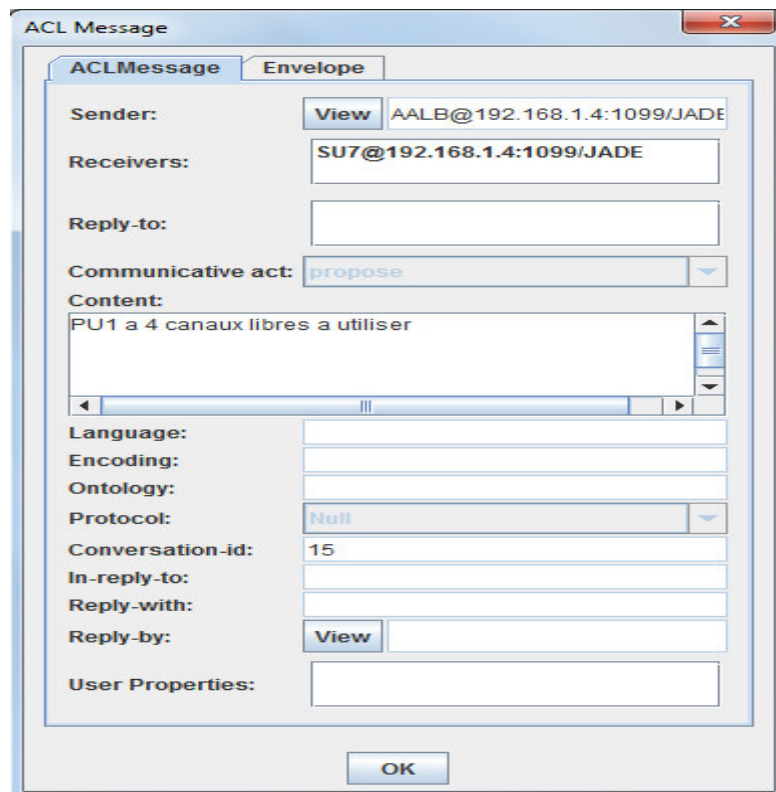 ACL Message
ACLMessage Envelope
Sender: View AALB@192.168.1.4:1099/JADE
Receivers: SU7@192.168.1.4:1099/JADE
Reply-to:
Communicative act: propose
Content:
PU1 a 4 canaux libres a utiliser
Language:
Encoding:
Ontology:
Protocol: Null
Conversation-id: 15
In-reply-to:
Reply-with:
Reply-by: View
User Properties:
OK